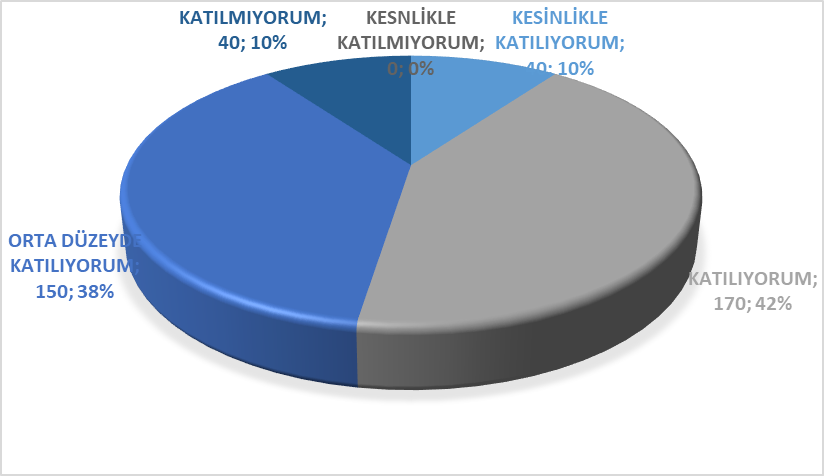 KATILMIYORUM;
40; 10%
KESNLİKLE
KATILMIYORUM;
0; 0%
KESİNLİKLE
KATILIYORUM;
40; 10%
ORTA DÜZEYDE
KATILIYORUM;
150; 38%
KATILIYORUM;
170; 42%